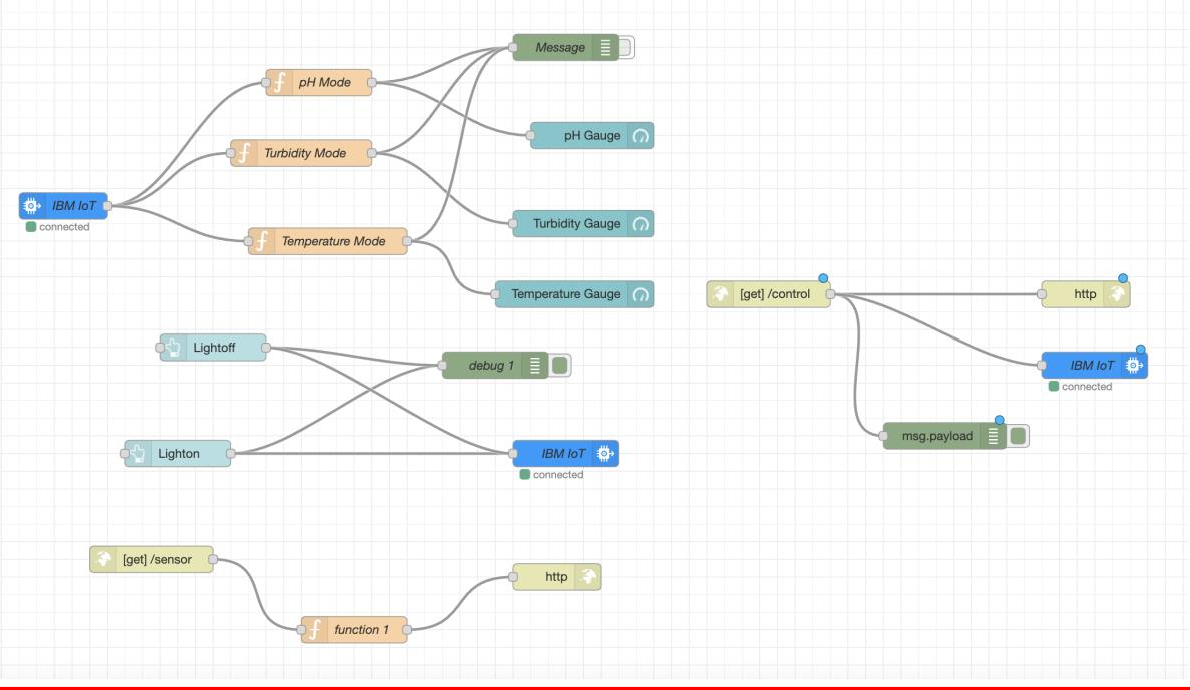 Message
pH Mode
pH Gauge
Turbidity Mode
IBM IoT
connected
Turbidity Gauge
Temperature Mode
Temperature Gauge
[get] /control
http
Lightoff
debug 1
IBM IoT
connected
msg.payload
Lighton
IBM IoT
connected
[get] /sensor
http
function 1